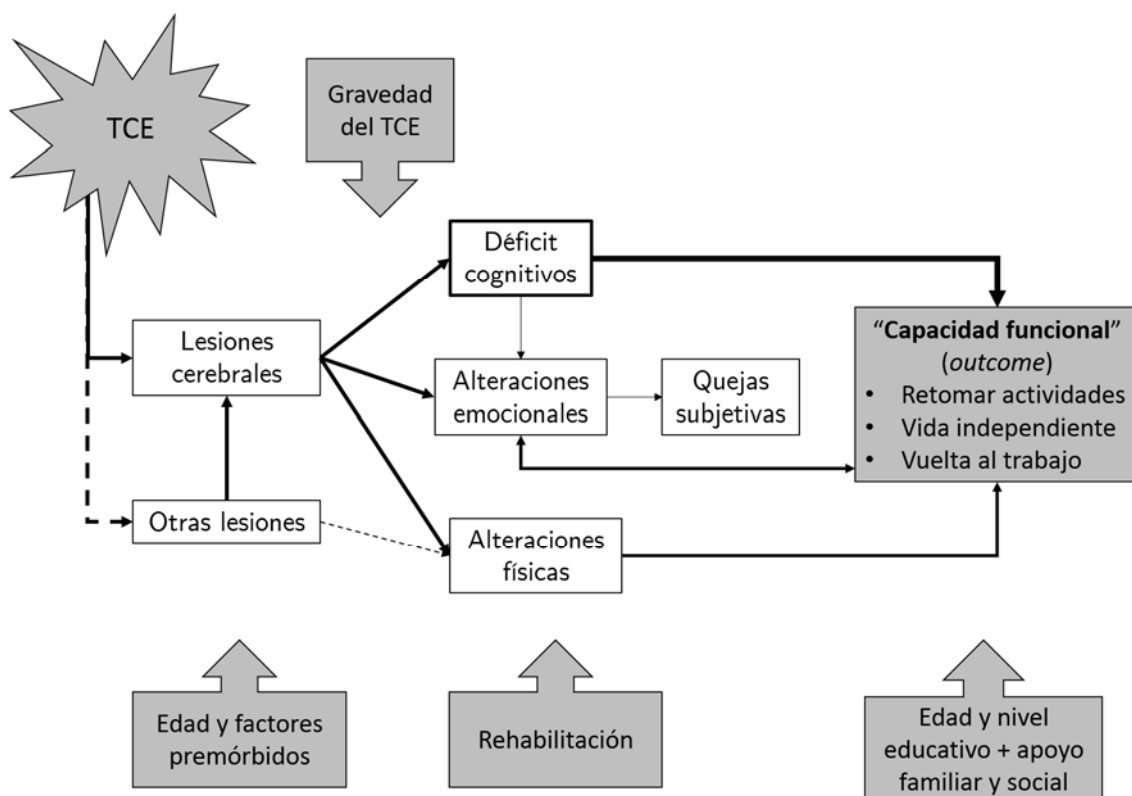 TCE
Gravedad
del TCE
Déficit
cognitivos
Lesiones
cerebrales
Alteraciones
emocionales
Quejas
subjetivas
“Capacidad funcional”
(outcome)
• Retomar actividades
• Vida independiente
• Vuelta al trabajo
Otras lesiones
Alteraciones
físicas
Edad y factores
premórbidos
Rehabilitación
Edad y nivel
educativo + apoyo
familiar y social